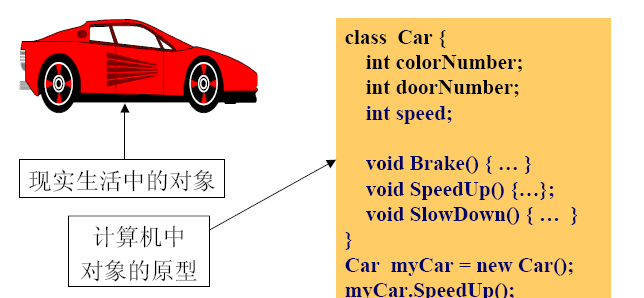 现实生活中的对象
计算机中
对象的原型
class Car {
int colorNumber;
int doorNumber;
int speed;
void Brake() { … }
void SpeedUp() {…};
void SlowDown() { … }
}
Car myCar = new Car();
myCar.SpeedUp();